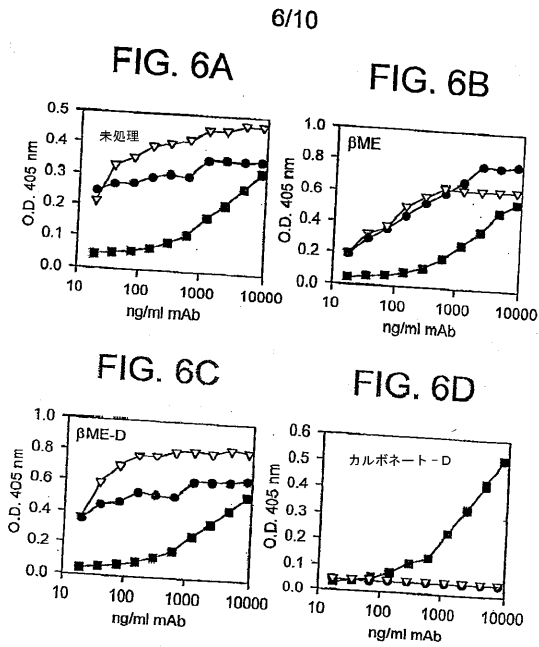 6/10
FIG. 6A
未処理
O.D. 405 nm
0.5
0.4
0.3
0.2
0.1
0.0
10 100 1000 10000
ng/ml mAb
FIG. 6B
βME
O.D. 405 nm
1.0
0.8
0.6
0.4
0.2
0.0
10 100 1000 10000
ng/ml mAb
FIG. 6C
βME-D
O.D. 405 nm
1.0
0.8
0.6
0.4
0.2
0.0
10 100 1000 10000
ng/ml mAb
FIG. 6D
カルボネート-D
O.D. 405 nm
0.6
0.5
0.4
0.3
0.2
0.1
0.0
10 100 1000 10000
ng/ml mAb